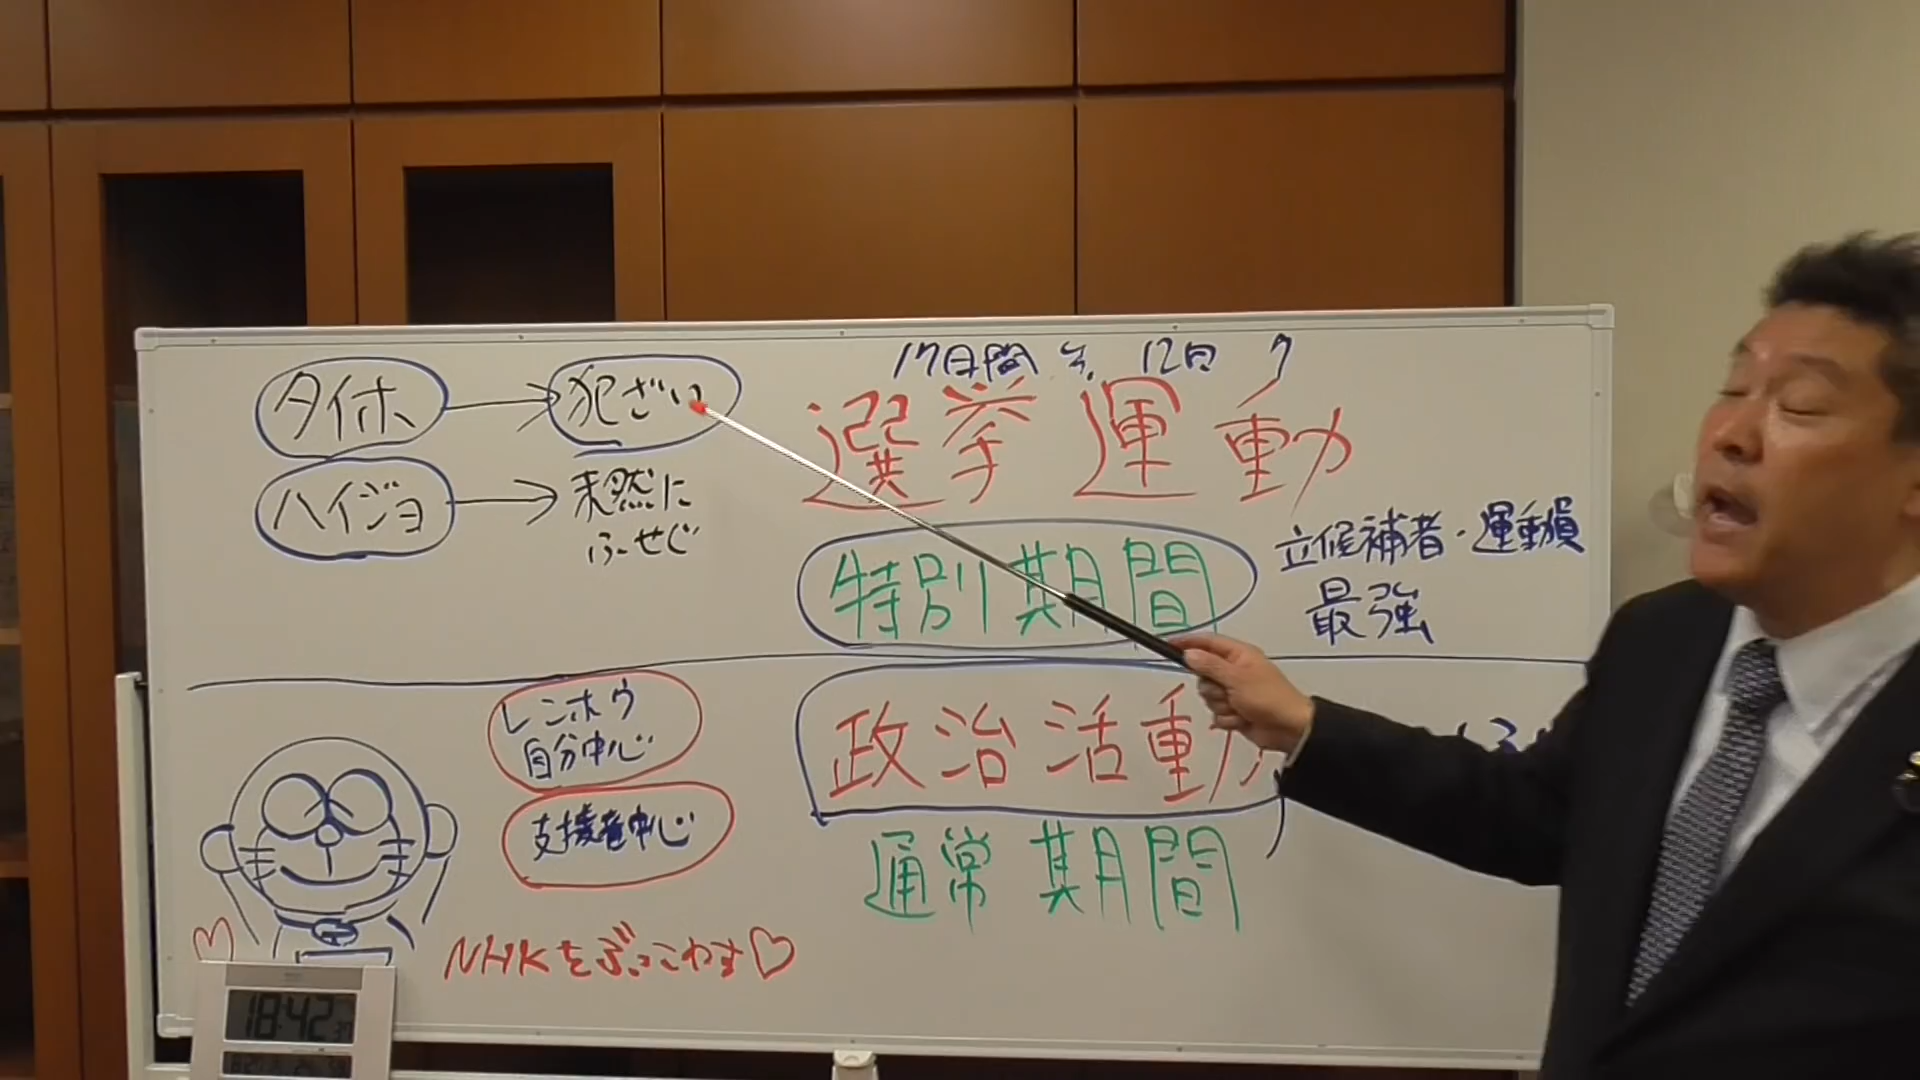 タイホ → 犯ざい
ハイジョ → 未然に
ふせぐ
17日間 12日
選挙運動
特別期間
立候補者・運動員
最強
レンホウ
自分中心
支援者中心
政治活動
通常期間
NHKをぶっこわす♡
18:42